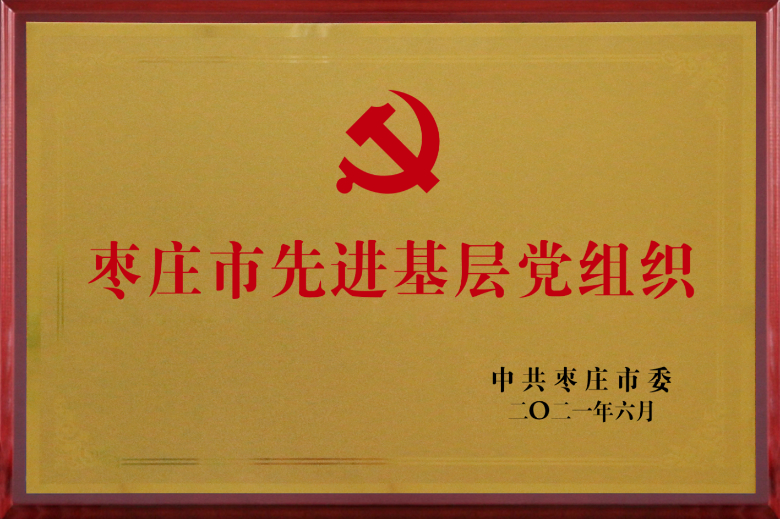 枣庄市先进基层党组织
中共枣庄市委
二〇二一年六月